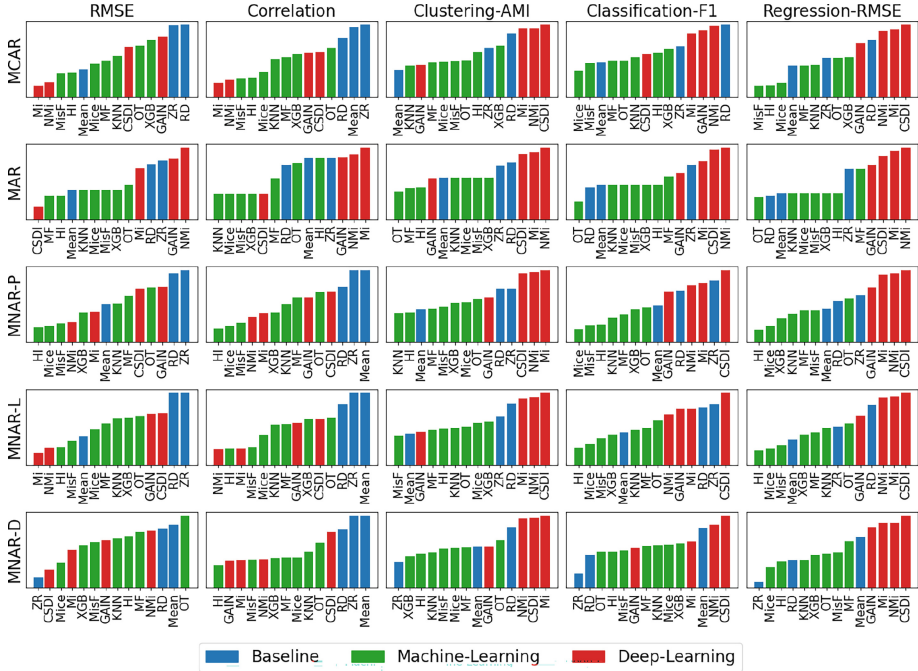 RMSE Correlation Clustering-AMI Classification-F1 Regression-RMSE
MCAR
Mi NMi MisF HI Mean Mice MF KNN CSDI OT XGB GAIN ZR RD
Mi NMi MisF HI Mice KNN MF XGB GAIN CSDI OT RD Mean ZR
Mean KNN GAIN MF Mice MisF OT HI ZR XGB RD Mi NMi CSDI
Mice MisF Mean MF OT KNN CSDI XGB HI ZR Mi GAIN NMi RD
MisF HI Mice Mean MF KNN ZR OT XGB GAIN RD NMi Mi CSDI
MAR
CSDI MF HI Mean KNN Mice MisF XGB OT Mi RD ZR GAIN NMi
KNN Mice MisF XGB CSDI MF RD OT Mean HI ZR GAIN NMi Mi
OT MF HI GAIN Mean KNN Mice MisF XGB RD ZR CSDI Mi NMi
OT RD Mean KNN Mice MisF XGB HI MF GAIN ZR Mi CSDI NMi
OT RD Mean KNN Mice MisF XGB HI ZR MF GAIN CSDI Mi NMi
MNAR-P
HI Mice MisF NMi XGB Mi Mean KNN MF CSDI OT GAIN RD ZR
HI Mice MisF NMi Mi XGB KNN MF GAIN OT CSDI RD ZR Mean
KNN OT Mean MF MisF XGB Mice HI GAIN RD ZR CSDI NMi Mi
HI Mice MisF KNN MF XGB OT Mean GAIN RD NMi Mi ZR CSDI
HI Mice KNN XGB MF MisF Mean RD OT ZR GAIN Mi NMi CSDI
MNAR-L
Mi NMi HI MisF Mean Mice MF KNN XGB OT GAIN CSDI RD ZR
NMi HI Mi MisF Mice KNN MF GAIN XGB OT CSDI RD ZR Mean
MisF Mean GAIN MF HI KNN OT Mice XGB ZR RD Mi NMi CSDI
HI Mice MisF XGB Mean KNN MF OT NMi GAIN Mi RD ZR CSDI
HI Mice MisF Mean XGB MF KNN ZR OT GAIN RD Mi NMi CSDI
MNAR-D
ZR CSDI Mice Mi XGB MisF GAIN KNN HI MF NMi RD Mean OT
HI GAIN Mi MisF NMi Mice XGB KNN MF OT CSDI RD ZR Mean
ZR XGB HI KNN MisF OT MF Mean GAIN Mice RD NMi CSDI Mi
ZR RD OT HI MisF Mice GAIN KNN XGB MF Mi Mean NMi CSDI
ZR Mice HI RD XGB KNN OT MisF MF Mean GAIN Mi NMi CSDI
Baseline Machine-Learning Deep-Learning